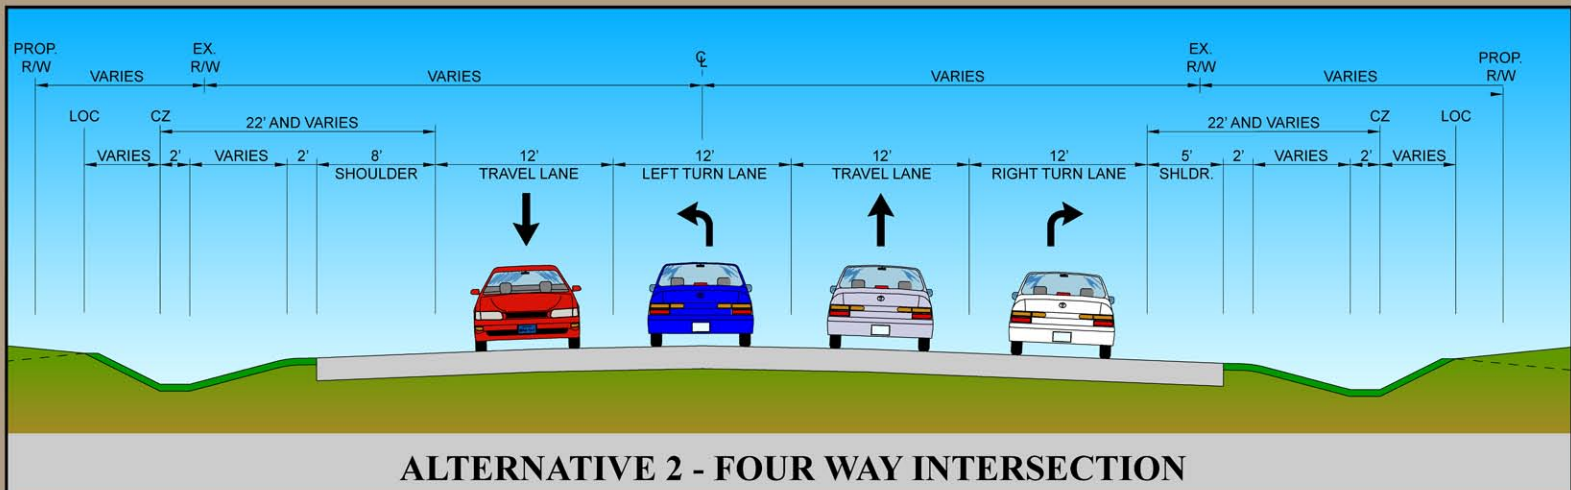 PROP. R/W
VARIES
EX. R/W
VARIES
℄
VARIES
EX. R/W
VARIES
PROP. R/W
LOC
CZ
22' AND VARIES
22' AND VARIES
CZ
LOC
VARIES
2'
VARIES
2'
8'
SHOULDER
12'
TRAVEL LANE
12'
LEFT TURN LANE
12'
TRAVEL LANE
12'
RIGHT TURN LANE
5'
SHLDR.
2'
VARIES
2'
VARIES
ALTERNATIVE 2 - FOUR WAY INTERSECTION